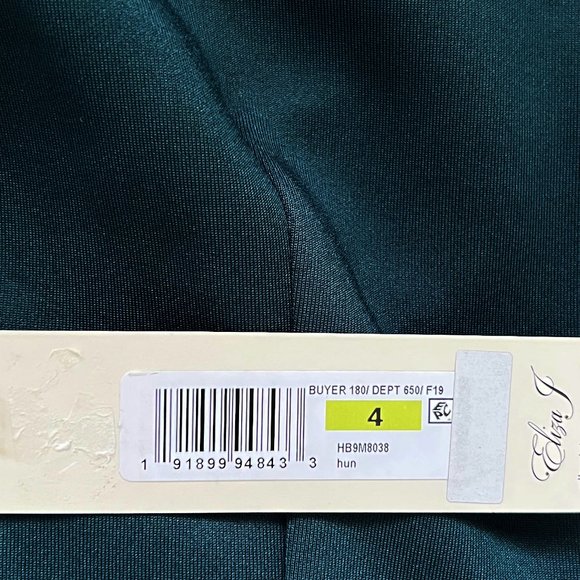 BUYER 180/ DEPT 650/ F19
4
HB9M8038
hun
1 91899 94843 3
Eliza J